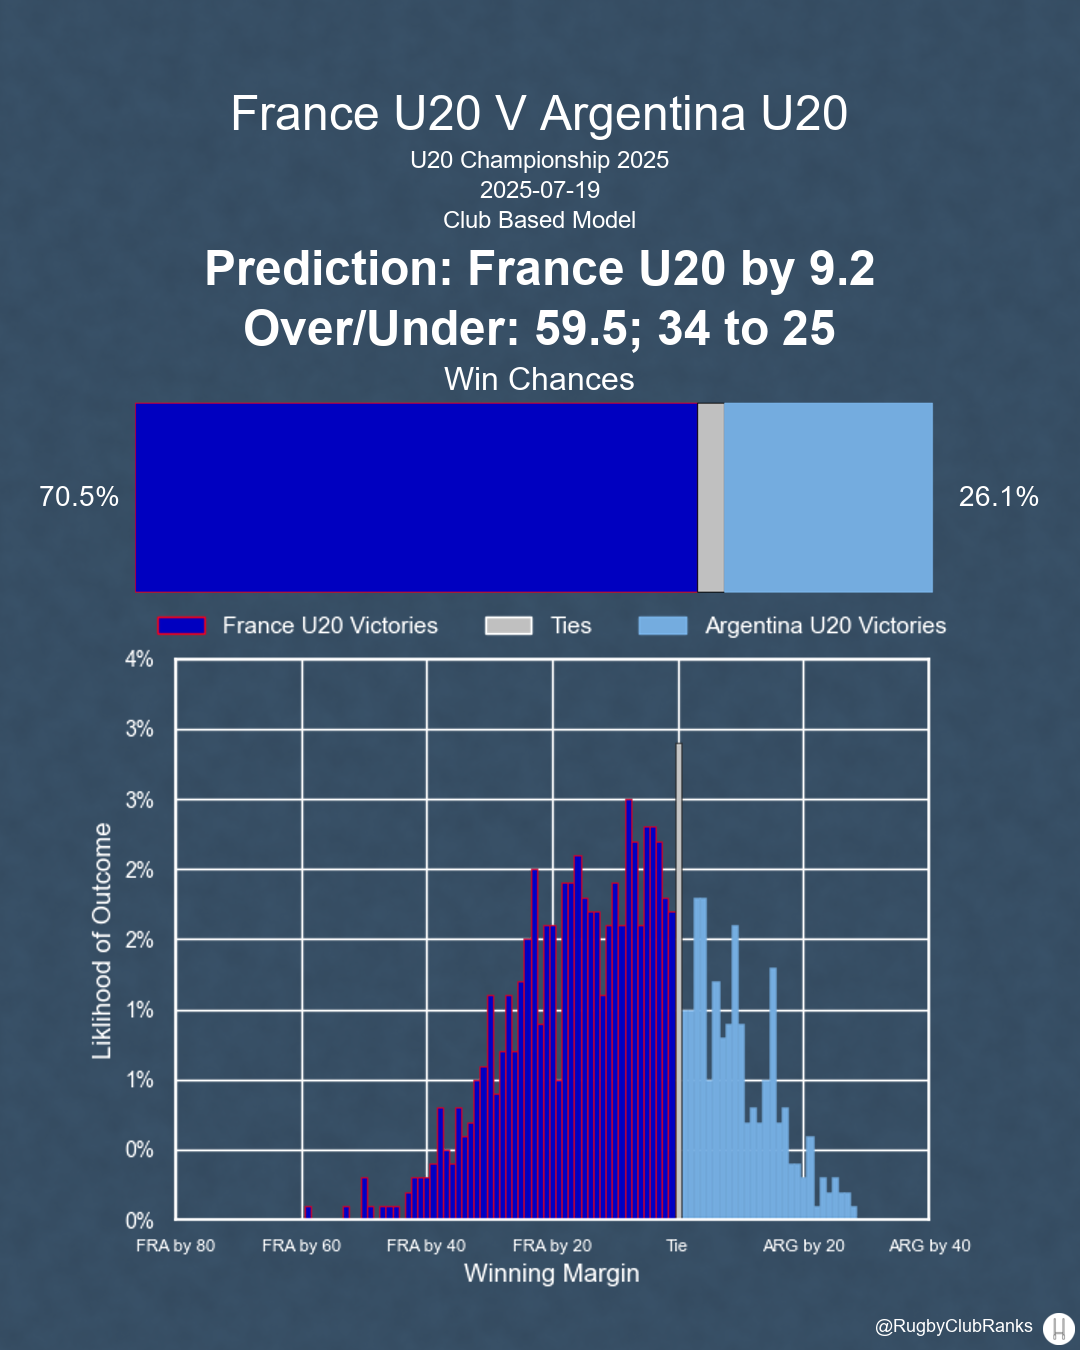 France U20 V Argentina U20
U20 Championship 2025
2025-07-19
Club Based Model
Prediction: France U20 by 9.2
Over/Under: 59.5; 34 to 25
Win Chances
70.5%
26.1%
France U20 Victories Ties Argentina U20 Victories
4%
3%
3%
2%
2%
1%
1%
0%
0%
Liklihood of Outcome
FRA by 80 FRA by 60 FRA by 40 FRA by 20 Tie ARG by 20 ARG by 40
Winning Margin
@RugbyClubRanks